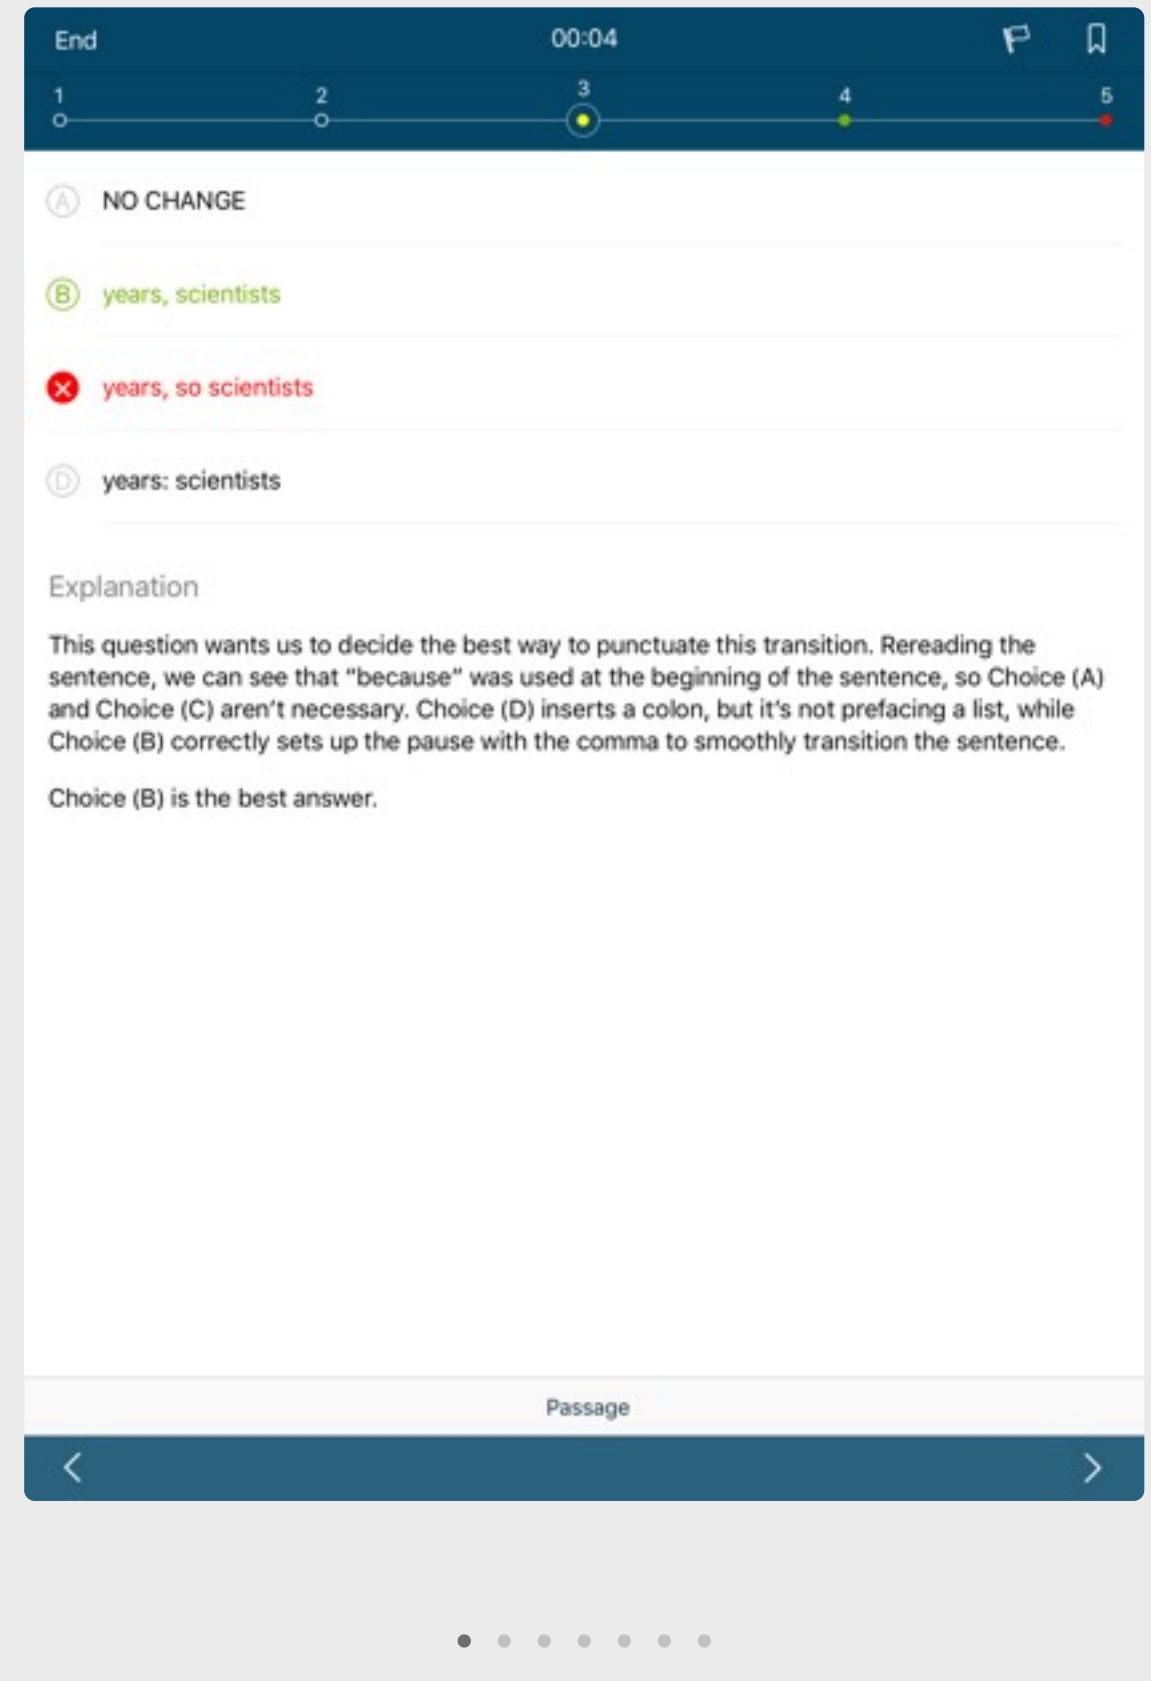 End
00:04
1
2
3
4
5
A NO CHANGE
B years, scientists
years, so scientists
D years: scientists
Explanation
This question wants us to decide the best way to punctuate this transition. Rereading the
sentence, we can see that “because” was used at the beginning of the sentence, so Choice (A)
and Choice (C) aren’t necessary. Choice (D) inserts a colon, but it’s not prefacing a list, while
Choice (B) correctly sets up the pause with the comma to smoothly transition the sentence.
Choice (B) is the best answer.
Passage